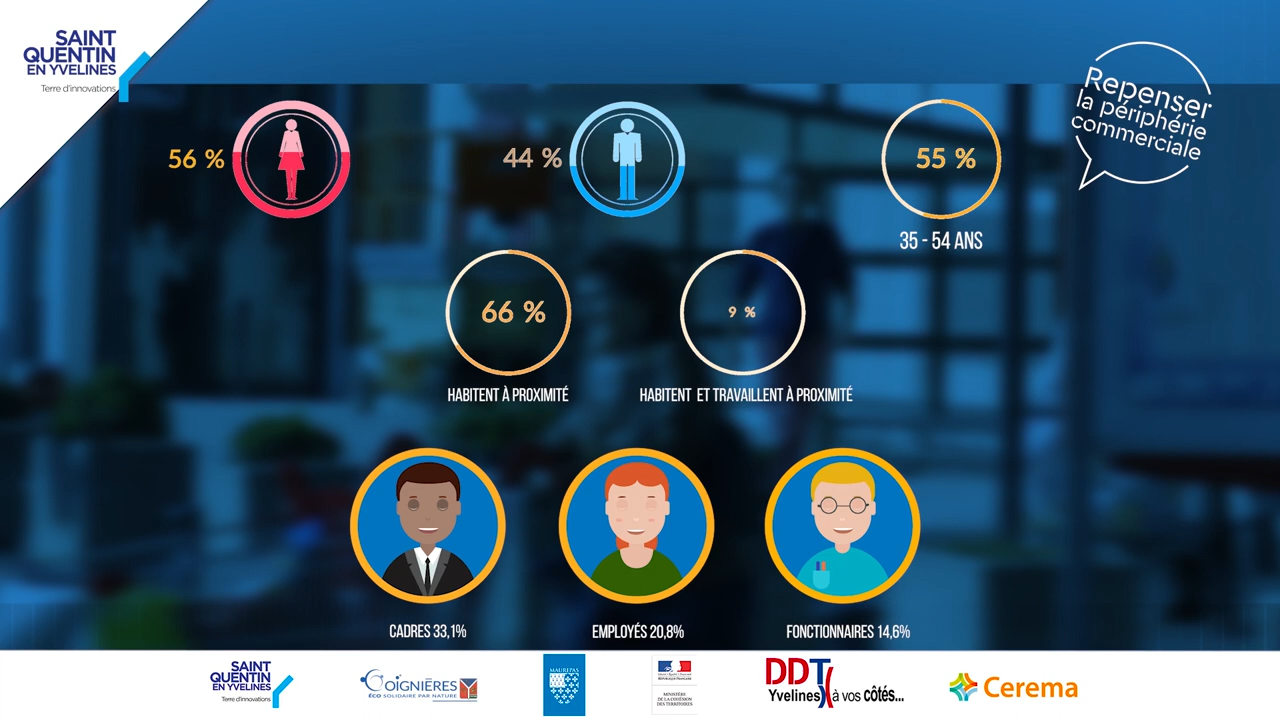 SAINT
QUENTIN
EN YVELINES
Terre d'innovations
Repenser
la périphérie
commerciale
56 %
44 %
55 %
35 - 54 ANS
66 %
9 %
HABITENT À PROXIMITÉ
HABITENT ET TRAVAILLENT À PROXIMITÉ
CADRES 33,1%
EMPLOYÉS 20,8%
FONCTIONNAIRES 14,6%
SAINT
QUENTIN
EN YVELINES
Terre d'innovations
COIGNIÈRES
éco SOLIDAIRE PAR NATURE
MAUREPAS
RÉPUBLIQUE FRANÇAISE
MINISTÈRE
DE LA COHÉSION
DES TERRITOIRES
DDT
Yvelines à vos côtés...
Cerema